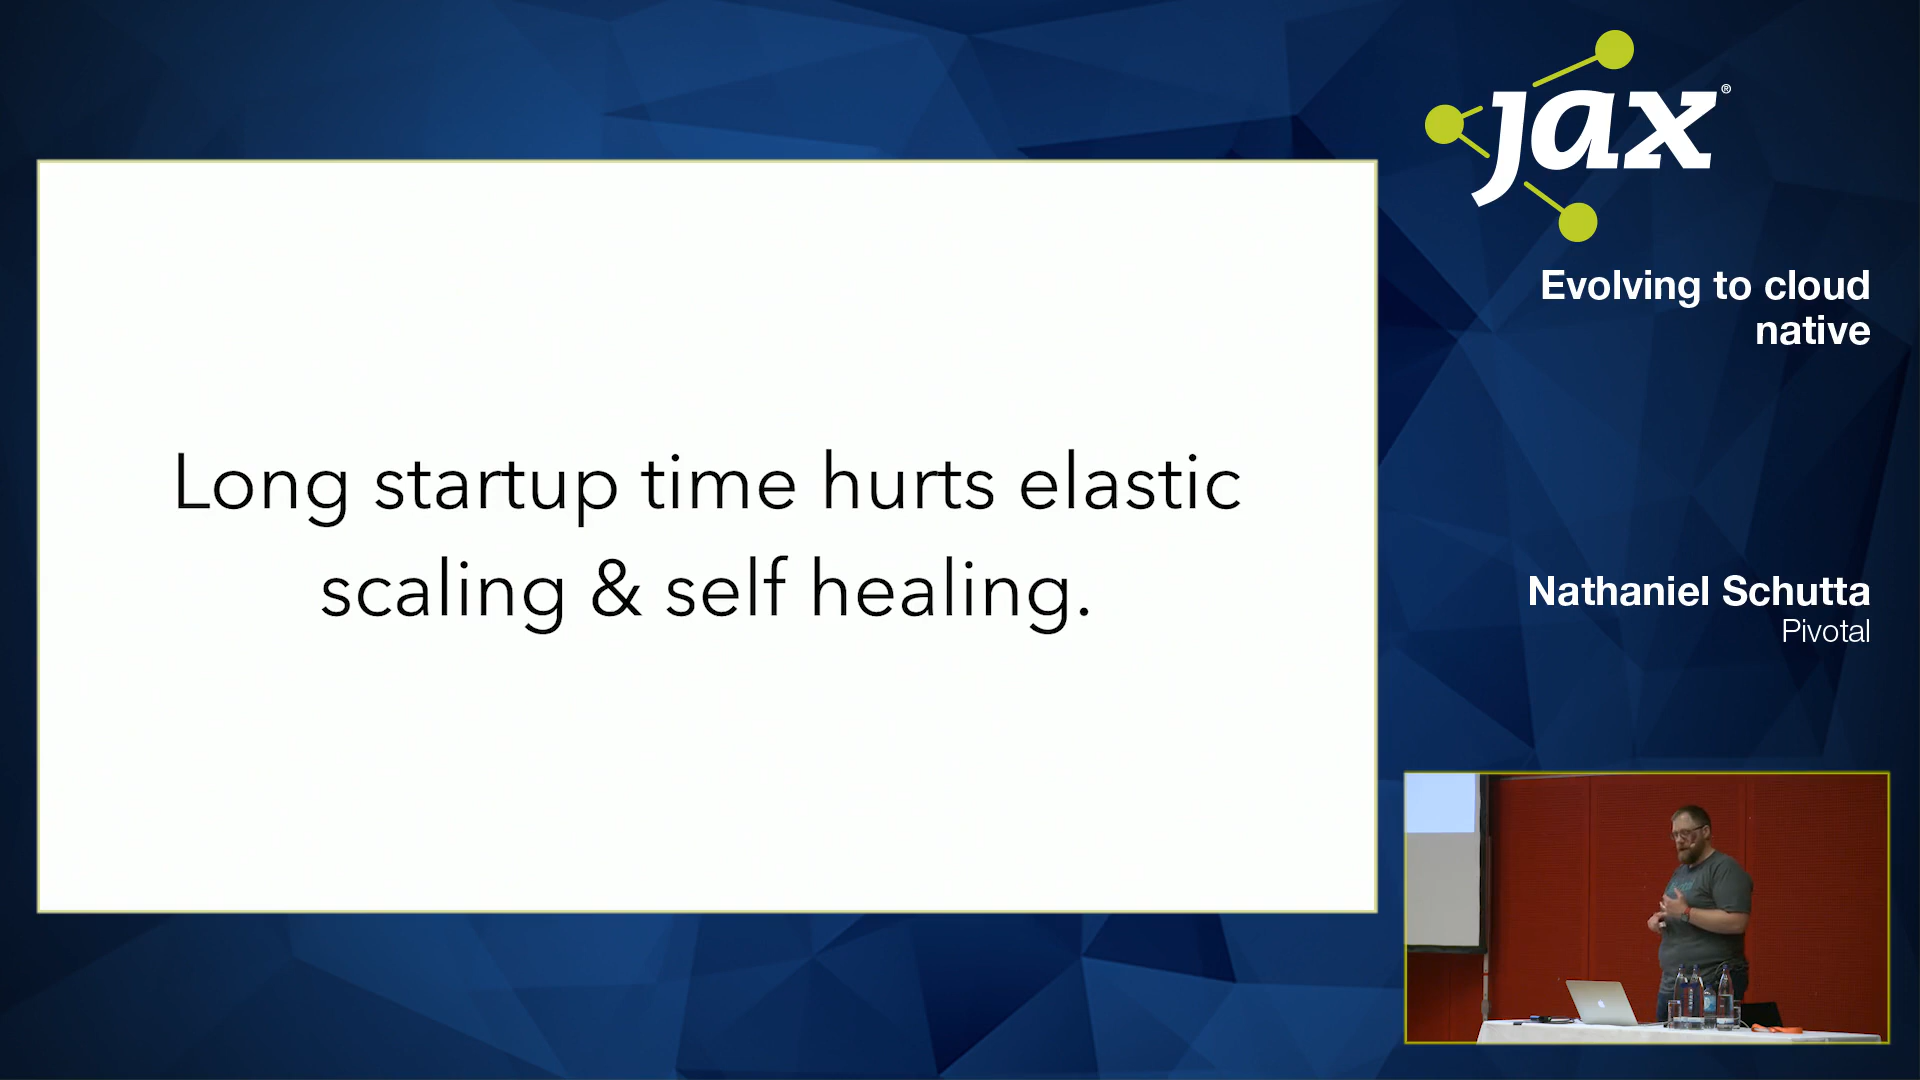 jax®
Evolving to cloud
native
Long startup time hurts elastic
scaling & self healing.
Nathaniel Schutta
Pivotal